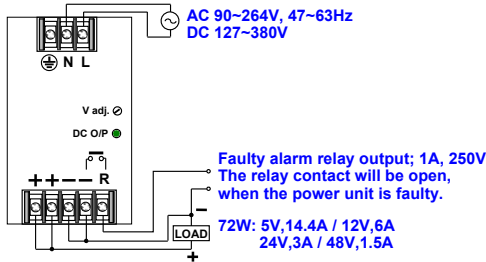 AC 90~264V, 47~63Hz
DC 127~380V
N L
V adj.
DC O/P
+ + − − R
Faulty alarm relay output; 1A, 250V
The relay contact will be open,
when the power unit is faulty.
−
LOAD
+
72W: 5V,14.4A / 12V,6A
24V,3A / 48V,1.5A